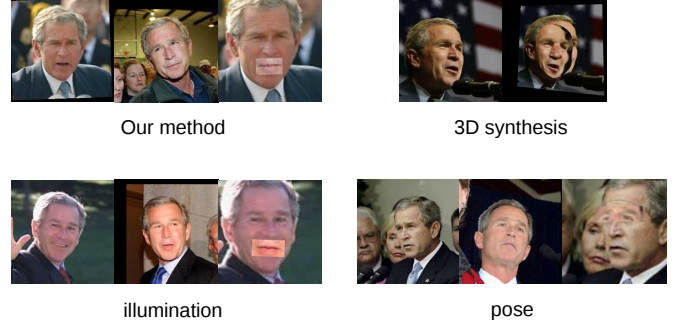 Our method
3D synthesis
illumination
pose